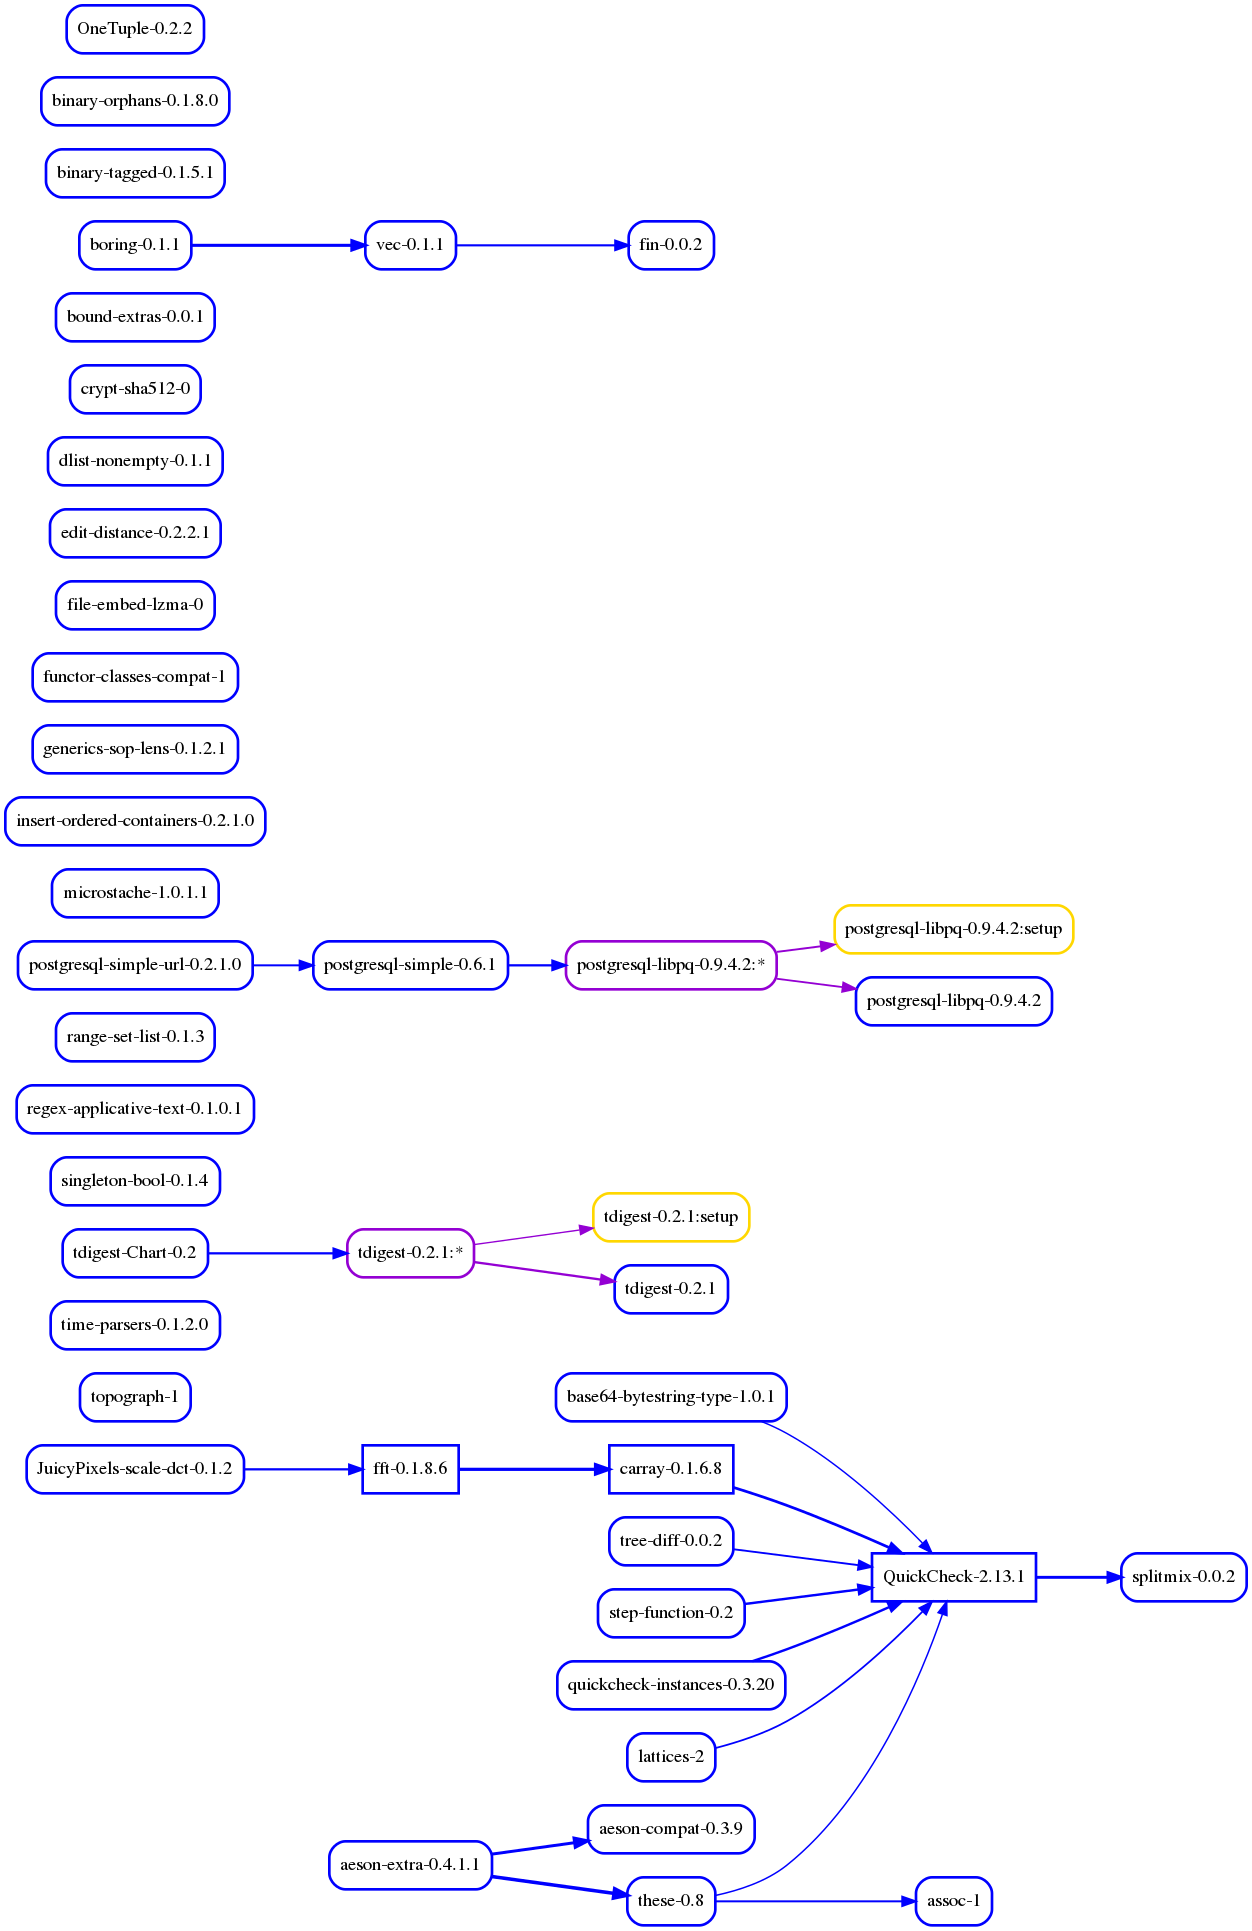 OneTuple-0.2.2
binary-orphans-0.1.8.0
binary-tagged-0.1.5.1
boring-0.1.1
vec-0.1.1
fin-0.0.2
bound-extras-0.0.1
crypt-sha512-0
dlist-nonempty-0.1.1
edit-distance-0.2.2.1
file-embed-lzma-0
functor-classes-compat-1
generics-sop-lens-0.1.2.1
insert-ordered-containers-0.2.1.0
microstache-1.0.1.1
postgresql-libpq-0.9.4.2:setup
postgresql-simple-url-0.2.1.0
postgresql-simple-0.6.1
postgresql-libpq-0.9.4.2:*
postgresql-libpq-0.9.4.2
range-set-list-0.1.3
regex-applicative-text-0.1.0.1
singleton-bool-0.1.4
tdigest-0.2.1:setup
tdigest-Chart-0.2
tdigest-0.2.1:*
tdigest-0.2.1
time-parsers-0.1.2.0
topograph-1
base64-bytestring-type-1.0.1
JuicyPixels-scale-dct-0.1.2
fft-0.1.8.6
carray-0.1.6.8
tree-diff-0.0.2
QuickCheck-2.13.1
splitmix-0.0.2
step-function-0.2
quickcheck-instances-0.3.20
lattices-2
aeson-compat-0.3.9
aeson-extra-0.4.1.1
these-0.8
assoc-1